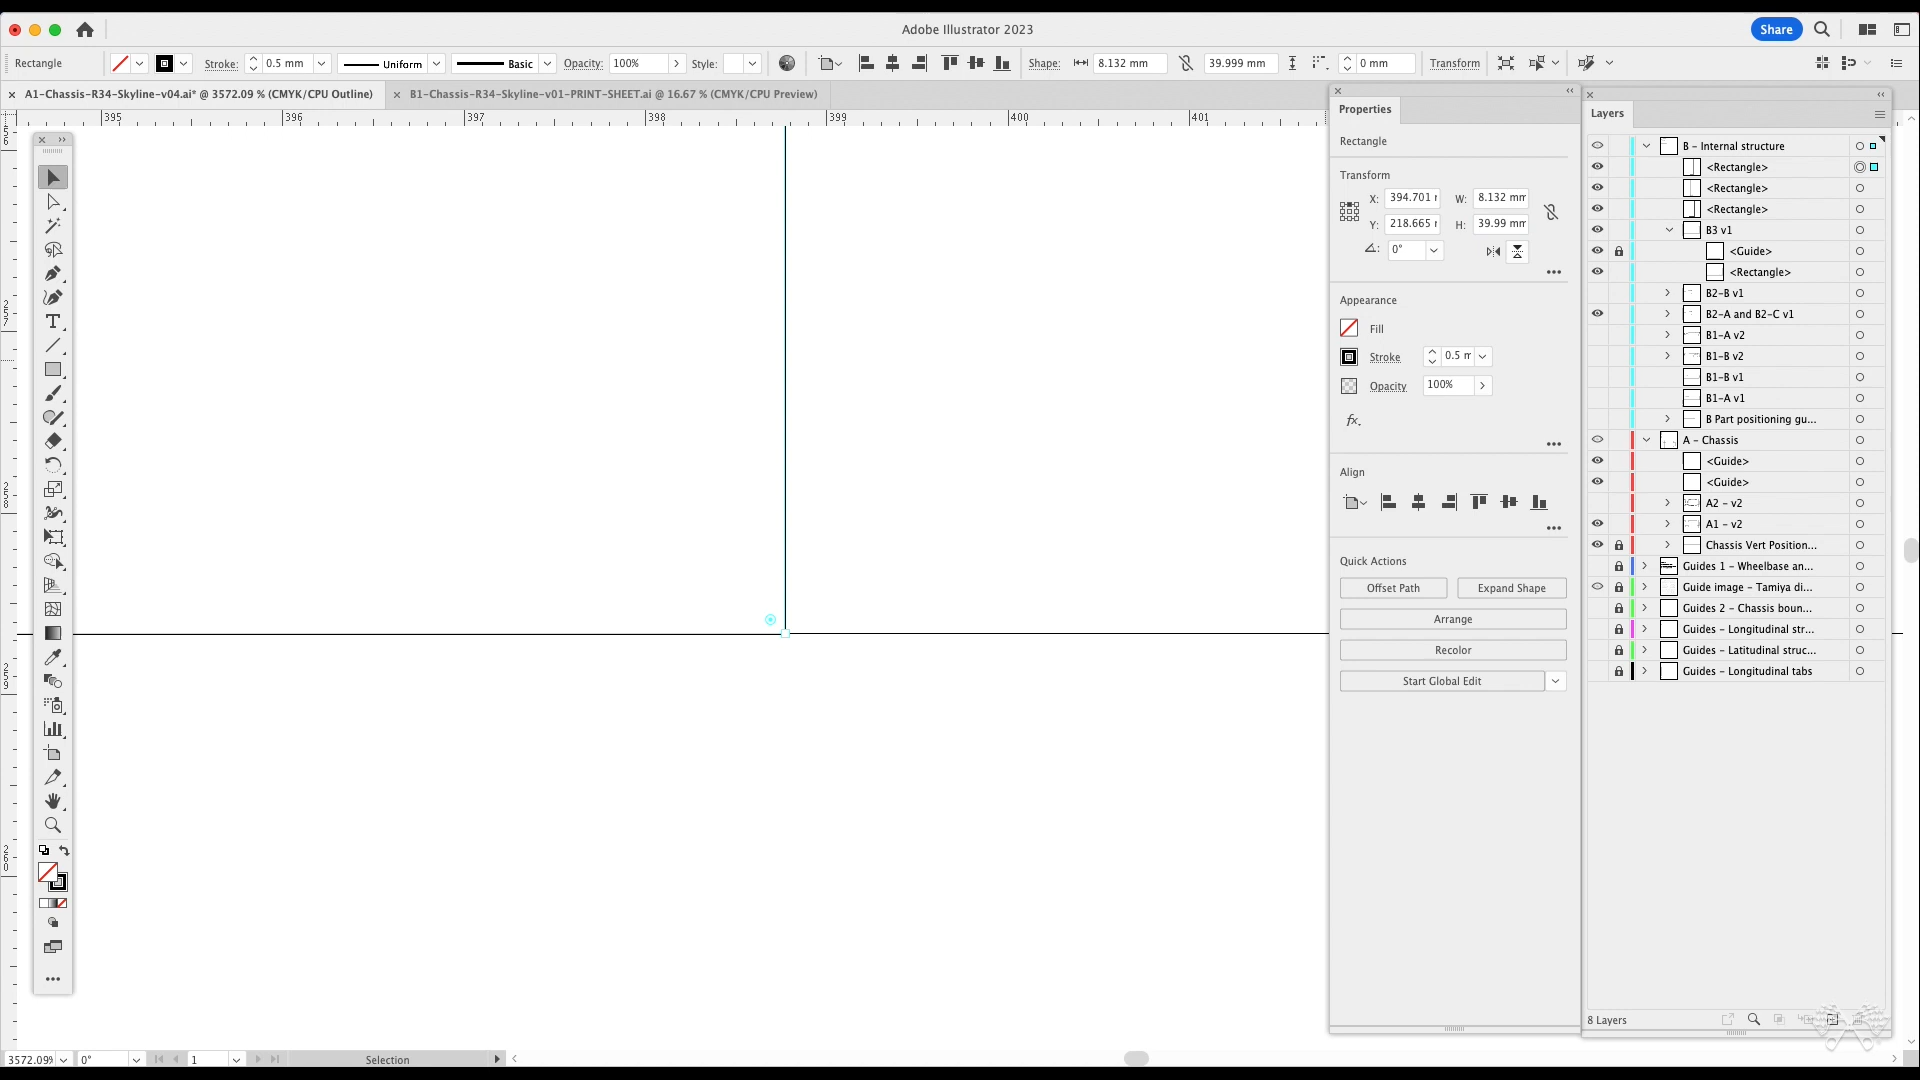 Adobe Illustrator 2023
Share
Rectangle
Stroke:
0.5 mm
Uniform
Basic
Opacity:
100%
Style:
Shape:
8.132 mm
39.999 mm
0 mm
Transform
A1-Chassis-R34-Skyline-v04.ai* @ 3572.09 % (CMYK/CPU Outline)
B1-Chassis-R34-Skyline-v01-PRINT-SHEET.ai @ 16.67 % (CMYK/CPU Preview)
395 396 397 398 399 400 401
257
258
259
260
Properties
Rectangle
Transform
X: 394.701 W: 8.132 mm
Y: 218.665 H: 39.99 mm
0°
Appearance
Fill
Stroke
0.5
Opacity
100%
fx.
Align
Quick Actions
Offset Path
Expand Shape
Arrange
Recolor
Start Global Edit
Layers
B - Internal structure
<Rectangle>
<Rectangle>
<Rectangle>
B3 v1
<Guide>
<Rectangle>
B2-B v1
B2-A and B2-C v1
B1-A v2
B1-B v2
B1-B v1
B1-A v1
B Part positioning gu...
A - Chassis
<Guide>
<Guide>
A2 - v2
A1 - v2
Chassis Vert Position...
Guides 1 - Wheelbase an...
Guide image - Tamiya di...
Guides 2 - Chassis boun...
Guides - Longitudinal str...
Guides - Latitudinal struc...
Guides - Longitudinal tabs
8 Layers
3572.09%
0°
1
Selection